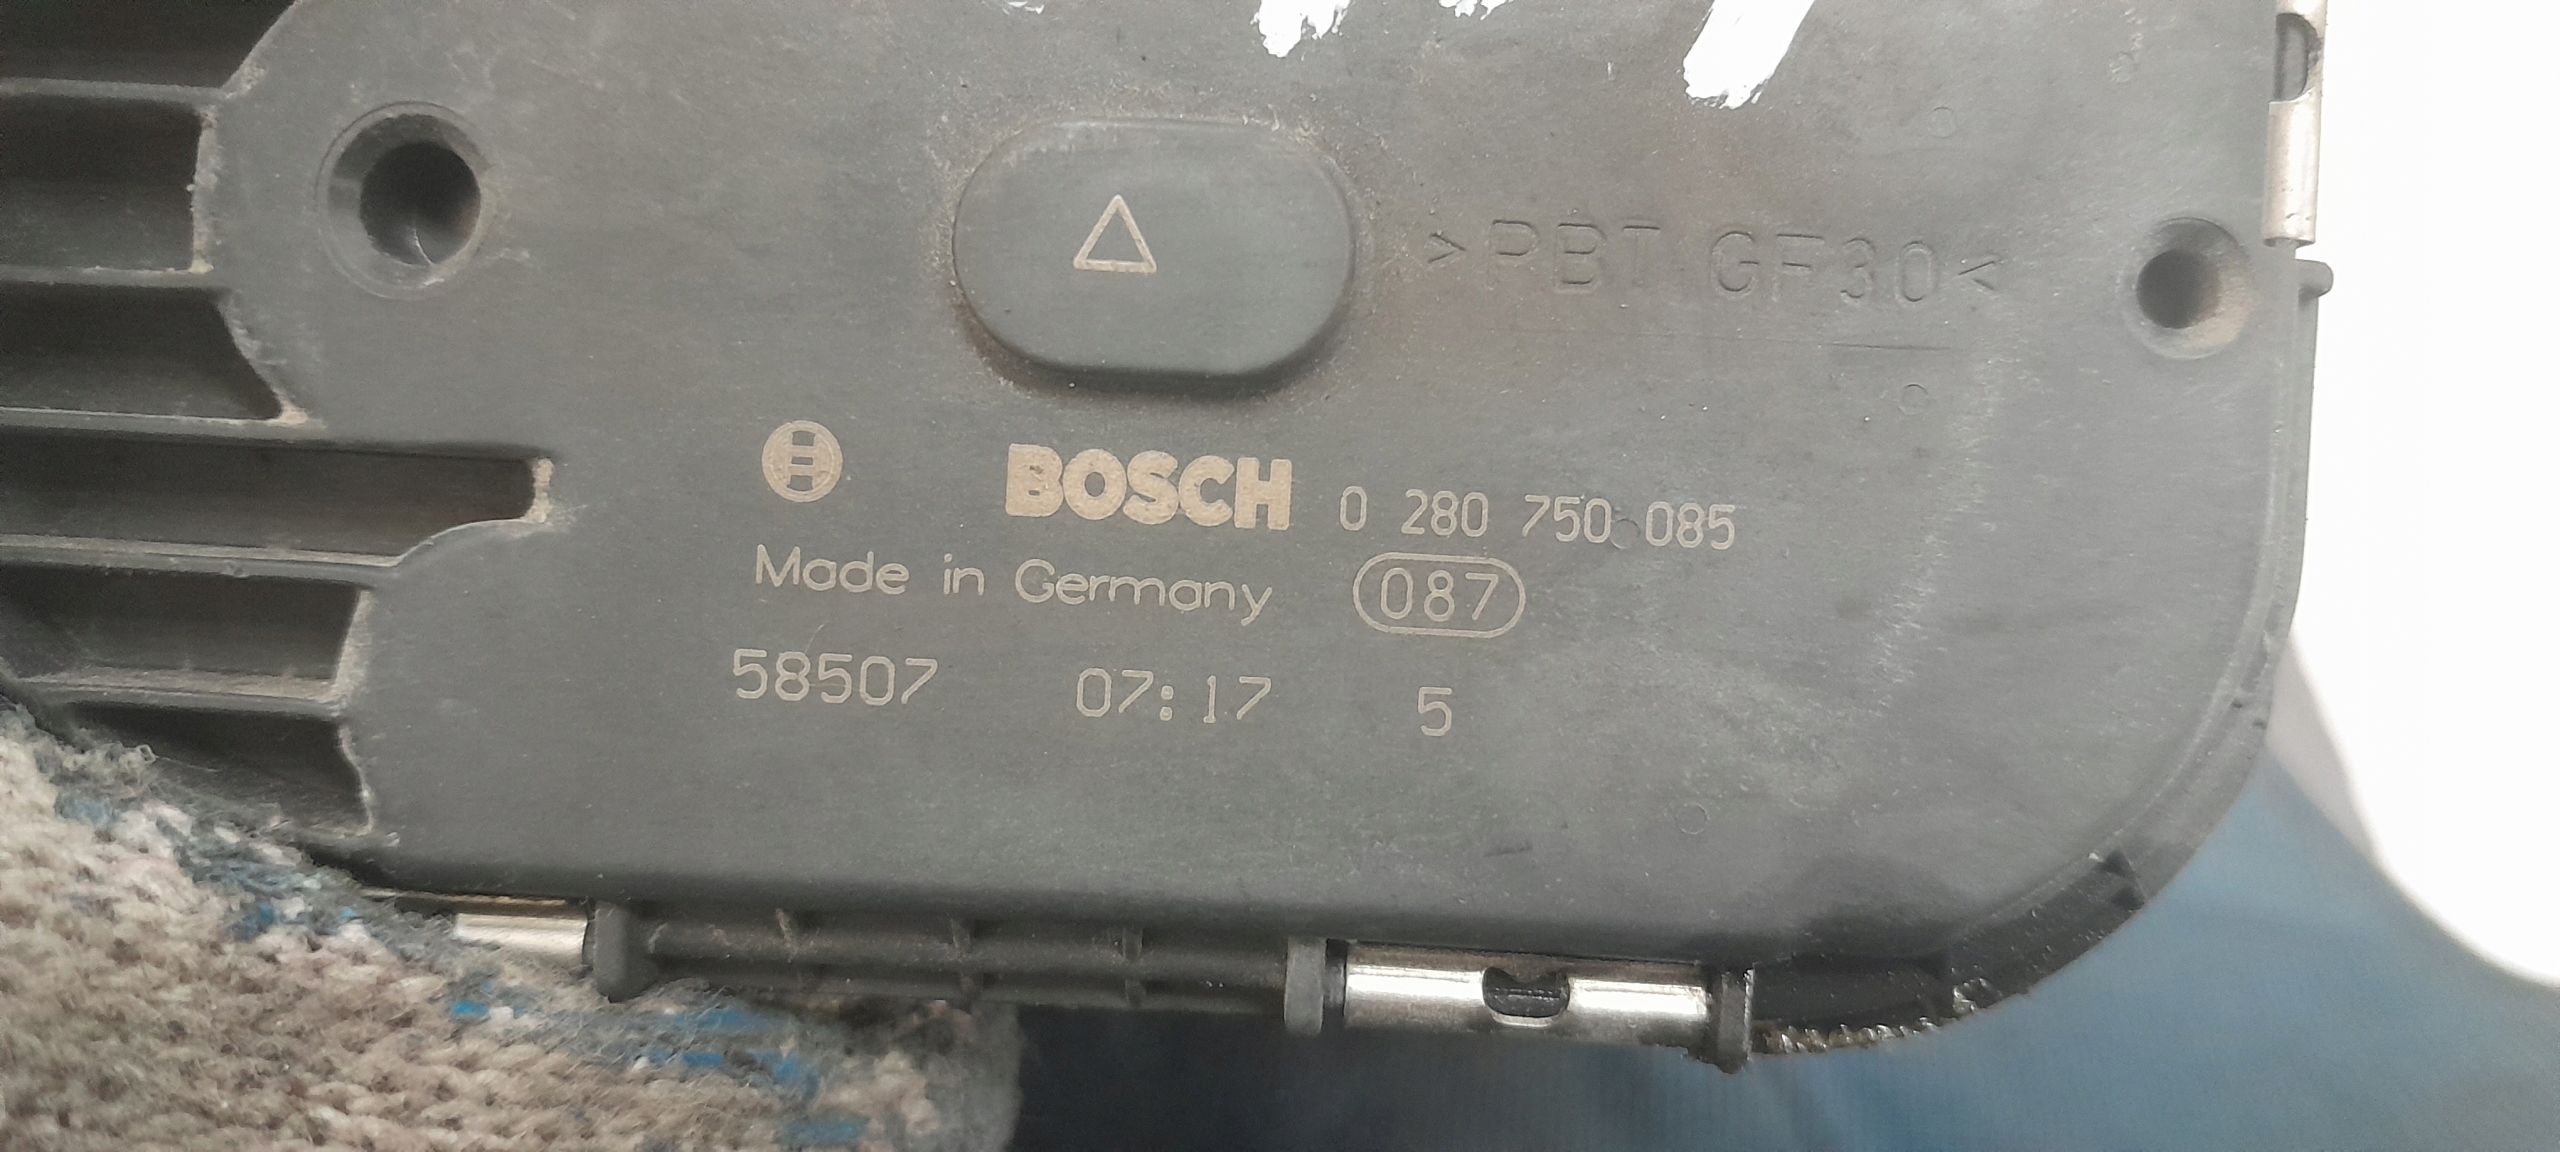 >PBT GF30<
BOSCH 0 280 750 085
Made in Germany 087
58507 07:17 5